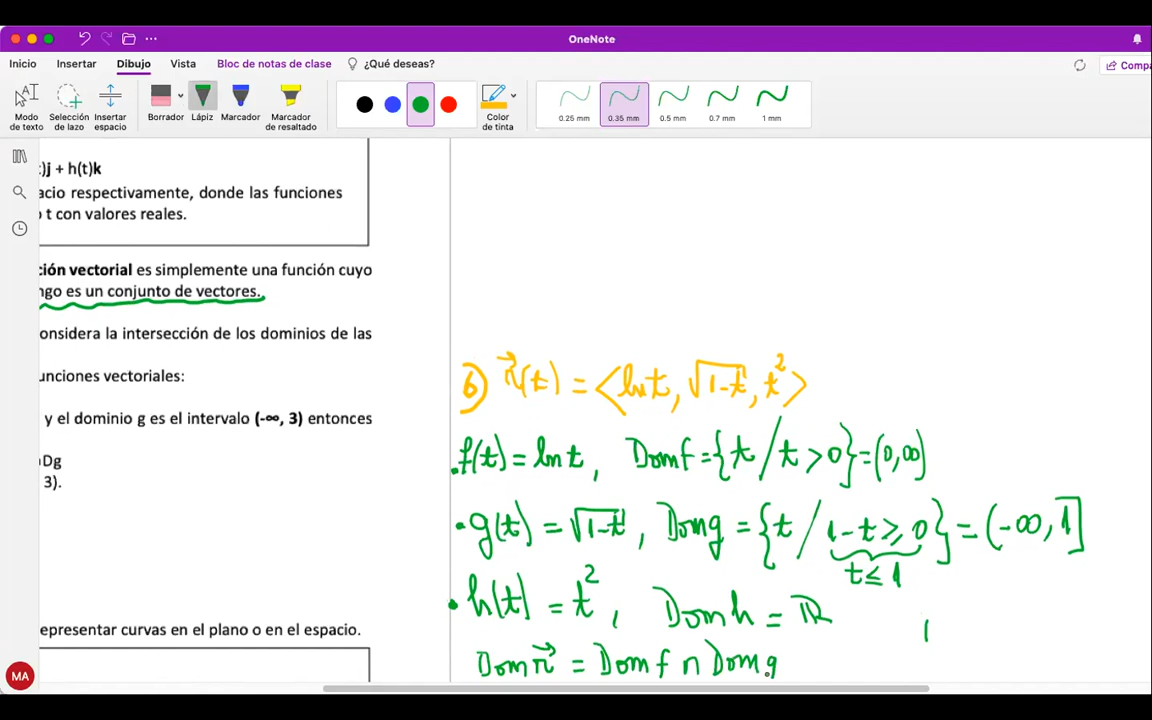 OneNote
Inicio Insertar Dibujo Vista Bloc de notas de clase ¿Qué deseas? Compa
Modo de texto Selección de lazo Insertar espacio Borrador Lápiz Marcador Marcador de resaltado Color de tinta 0.25 mm 0.35 mm 0.5 mm 0.7 mm 1 mm
)j + h(t)k
acio respectivamente, donde las funciones
o t con valores reales.
ción vectorial es simplemente una función cuyo
ngo es un conjunto de vectores.
onsidera la intersección de los dominios de las
unciones vectoriales:
y el dominio g es el intervalo (-∞, 3) entonces
Dg
3).
epresentar curvas en el plano o en el espacio.
6) r⃗(t) = <ln t, √1-t, t²>
• f(t) = ln t, Dom f = {t / t > 0} = (0, ∞)
• g(t) = √1-t, Dom g = {t / 1-t ≥ 0} = (-∞, 1]
t ≤ 1
• h(t) = t², Dom h = ℝ
Dom r⃗ = Dom f ∩ Dom g
MA